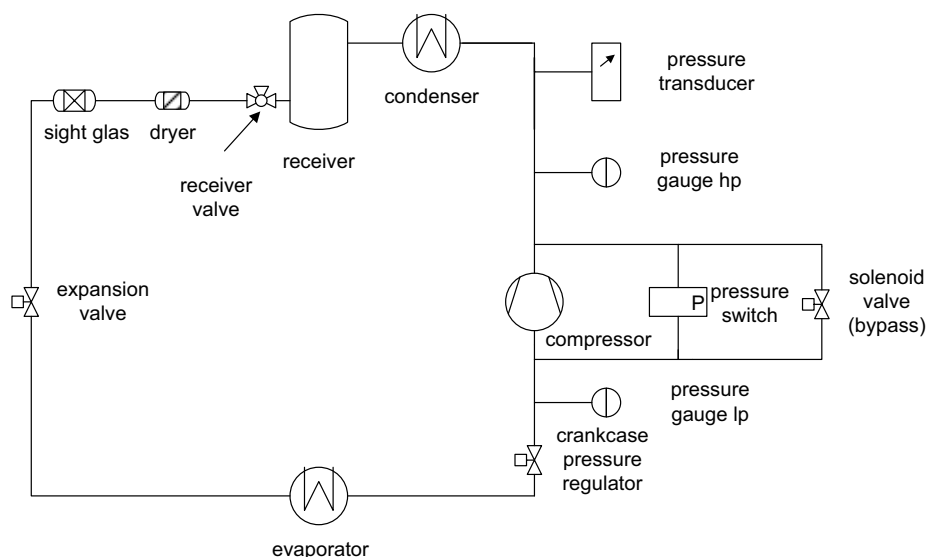 pressure
transducer
condenser
sight glas
dryer
receiver
receiver
valve
pressure
gauge hp
expansion
valve
P
pressure
switch
solenoid
valve
(bypass)
compressor
pressure
gauge lp
crankcase
pressure
regulator
evaporator